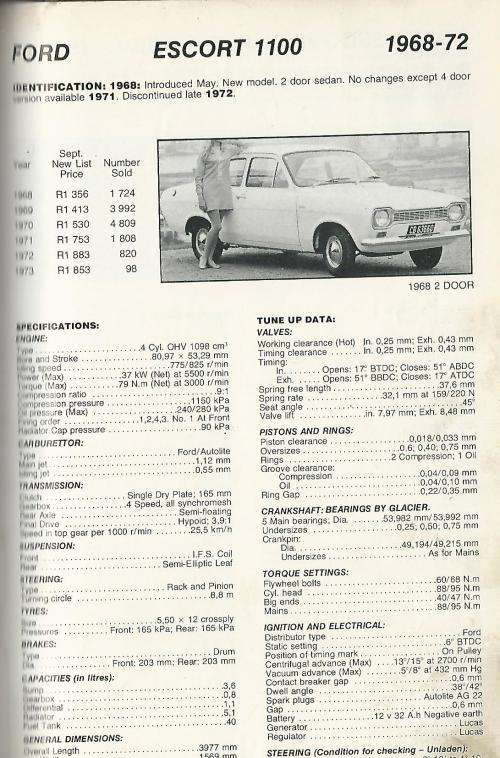 FORD ESCORT 1100 1968-72
IDENTIFICATION: 1968: Introduced May. New model. 2 door sedan. No changes except 4 door
version available 1971. Discontinued late 1972.
Year Sept. New List Price Number Sold
1968 R1 356 1 724
1969 R1 413 3 992
1970 R1 530 4 809
1971 R1 753 1 808
1972 R1 883 820
1973 R1 853 98
1968 2 DOOR
SPECIFICATIONS:
ENGINE:
Type 4 Cyl. OHV 1098 cm³
Bore and Stroke 80,97 × 53,29 mm
Idling speed 775/825 r/min
Power (Max) 37 kW (Net) at 5500 r/min
Torque (Max) 79 N.m (Net) at 3000 r/min
Compression ratio 9:1
Compression pressure 1150 kPa
Oil pressure (Max) 240/280 kPa
Firing order 1,2,4,3. No. 1 At Front
Radiator Cap pressure 90 kPa
CARBURETTOR:
Type Ford/Autolite
Main jet 1,12 mm
Idling jet 0,55 mm
TRANSMISSION:
Clutch Single Dry Plate; 165 mm
Gearbox 4 Speed, all synchromesh
Rear Axle Semi-floating
Final Drive Hypoid; 3,9:1
Speed in top gear per 1000 r/min 25,5 km/h
SUSPENSION:
Front I.F.S. Coil
Rear Semi-Elliptic Leaf
STEERING:
Type Rack and Pinion
Turning circle 8,8 m
TYRES:
Size 5,50 × 12 crossply
Pressures Front: 165 kPa; Rear: 165 kPa
BRAKES:
Type Drum
Dia. Front: 203 mm; Rear: 203 mm
CAPACITIES (in litres):
Sump 3,6
Gearbox 0,8
Differential 1,1
Radiator 5,1
Fuel Tank 40
GENERAL DIMENSIONS:
Overall Length 3977 mm
1569 mm
TUNE UP DATA:
VALVES:
Working clearance (Hot) In. 0,25 mm; Exh. 0,43 mm
Timing clearance In. 0,25 mm; Exh. 0,43 mm
Timing:
In. Opens: 17° BTDC; Closes: 51° ABDC
Exh. Opens: 51° BBDC; Closes: 17° ATDC
Spring free length 37,6 mm
Spring rate 32,1 mm at 159/220 N
Seat angle 45°
Valve lift In. 7,97 mm; Exh. 8,48 mm
PISTONS AND RINGS:
Piston clearance 0,018/0,033 mm
Oversizes 0,6; 0,40; 0,75 mm
Rings 2 Compression; 1 Oil
Groove clearance:
Compression 0,04/0,09 mm
Oil 0,04/0,10 mm
Ring Gap 0,22/0,35 mm
CRANKSHAFT: BEARINGS BY GLACIER.
5 Main bearings; Dia. 53,982 mm/53,992 mm
Undersizes 0,25; 0,50; 0,75 mm
Crankpin:
Dia. 49,194/49,215 mm
Undersizes As for Mains
TORQUE SETTINGS:
Flywheel bolts 60/68 N.m
Cyl. head 88/95 N.m
Big ends 40/47 N.m
Mains 88/95 N.m
IGNITION AND ELECTRICAL:
Distributor type Ford
Static setting 6° BTDC
Position of timing mark On Pulley
Centrifugal advance (Max) 13°/15° at 2700 r/min
Vacuum advance (Max) 5°/8° at 432 mm Hg
Contact breaker gap 0,6 mm
Dwell angle 38°/42°
Spark plugs Autolite AG 22
Gap 0,6 mm
Battery 12 v 32 A.h Negative earth
Generator Lucas
Regulator Lucas
STEERING (Condition for checking – Unladen):